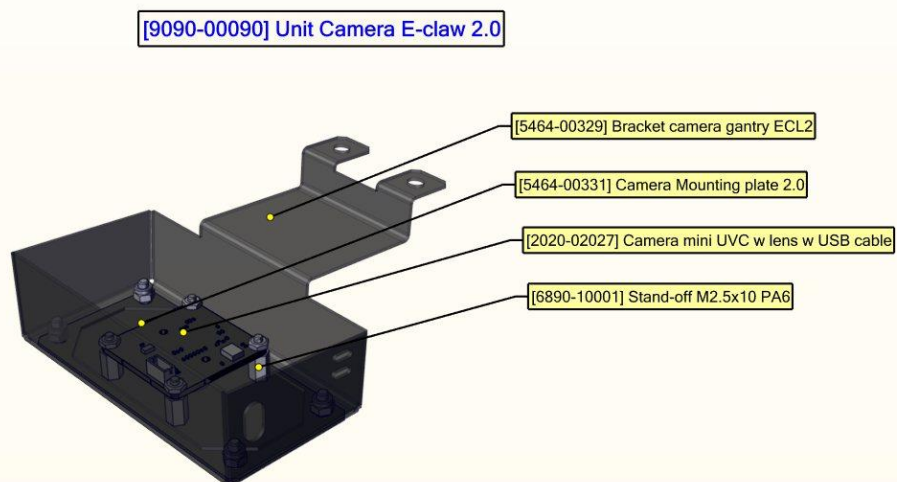 [9090-00090] Unit Camera E-claw 2.0
[5464-00329] Bracket camera gantry ECL2
[5464-00331] Camera Mounting plate 2.0
[2020-02027] Camera mini UVC w lens w USB cable
[6890-10001] Stand-off M2.5x10 PA6